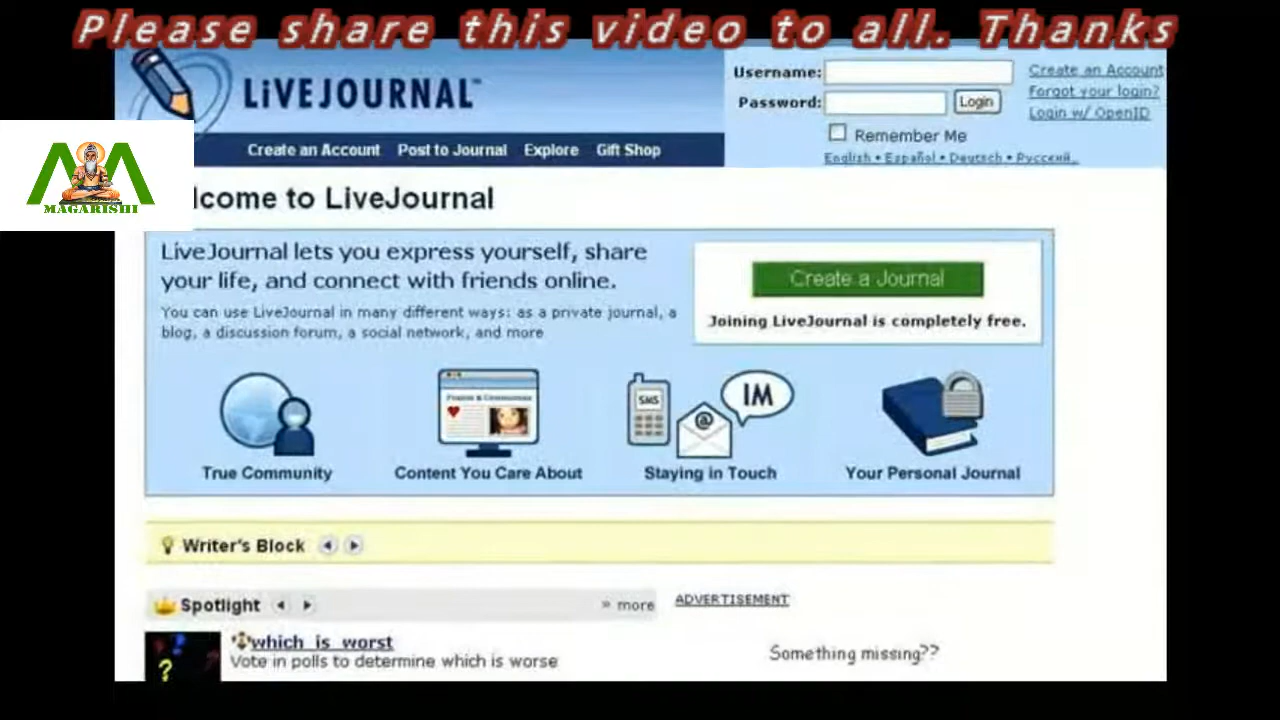 Please share this video to all. Thanks
LiVEJOURNAL™
Username:
Create an Account
Forgot your login?
Password:
Login
Login w/ OpenID
Remember Me
English • Español • Deutsch • Русский...
Create an Account Post to Journal Explore Gift Shop
MAGARISHI
lcome to LiveJournal
LiveJournal lets you express yourself, share
your life, and connect with friends online.
You can use LiveJournal in many different ways: as a private journal, a
blog, a discussion forum, a social network, and more
Create a Journal
Joining LiveJournal is completely free.
SMS
@
IM
True Community
Content You Care About
Staying in Touch
Your Personal Journal
Writer's Block
Spotlight
» more
ADVERTISEMENT
which_is_worst
Vote in polls to determine which is worse
Something missing??